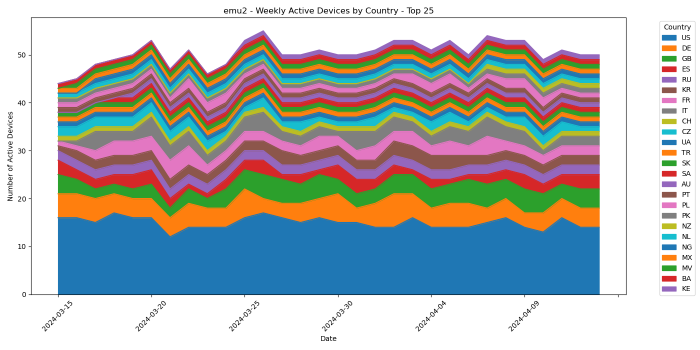 emu2 - Weekly Active Devices by Country - Top 25
Number of Active Devices
50
40
30
20
10
0
2024-03-15
2024-03-20
2024-03-25
2024-03-30
2024-04-04
2024-04-09
Date
Country
US
DE
GB
ES
RU
KR
FR
IT
CH
CZ
UA
TR
SK
SA
AU
PT
PL
PK
NZ
NL
NG
MX
MV
BA
KE